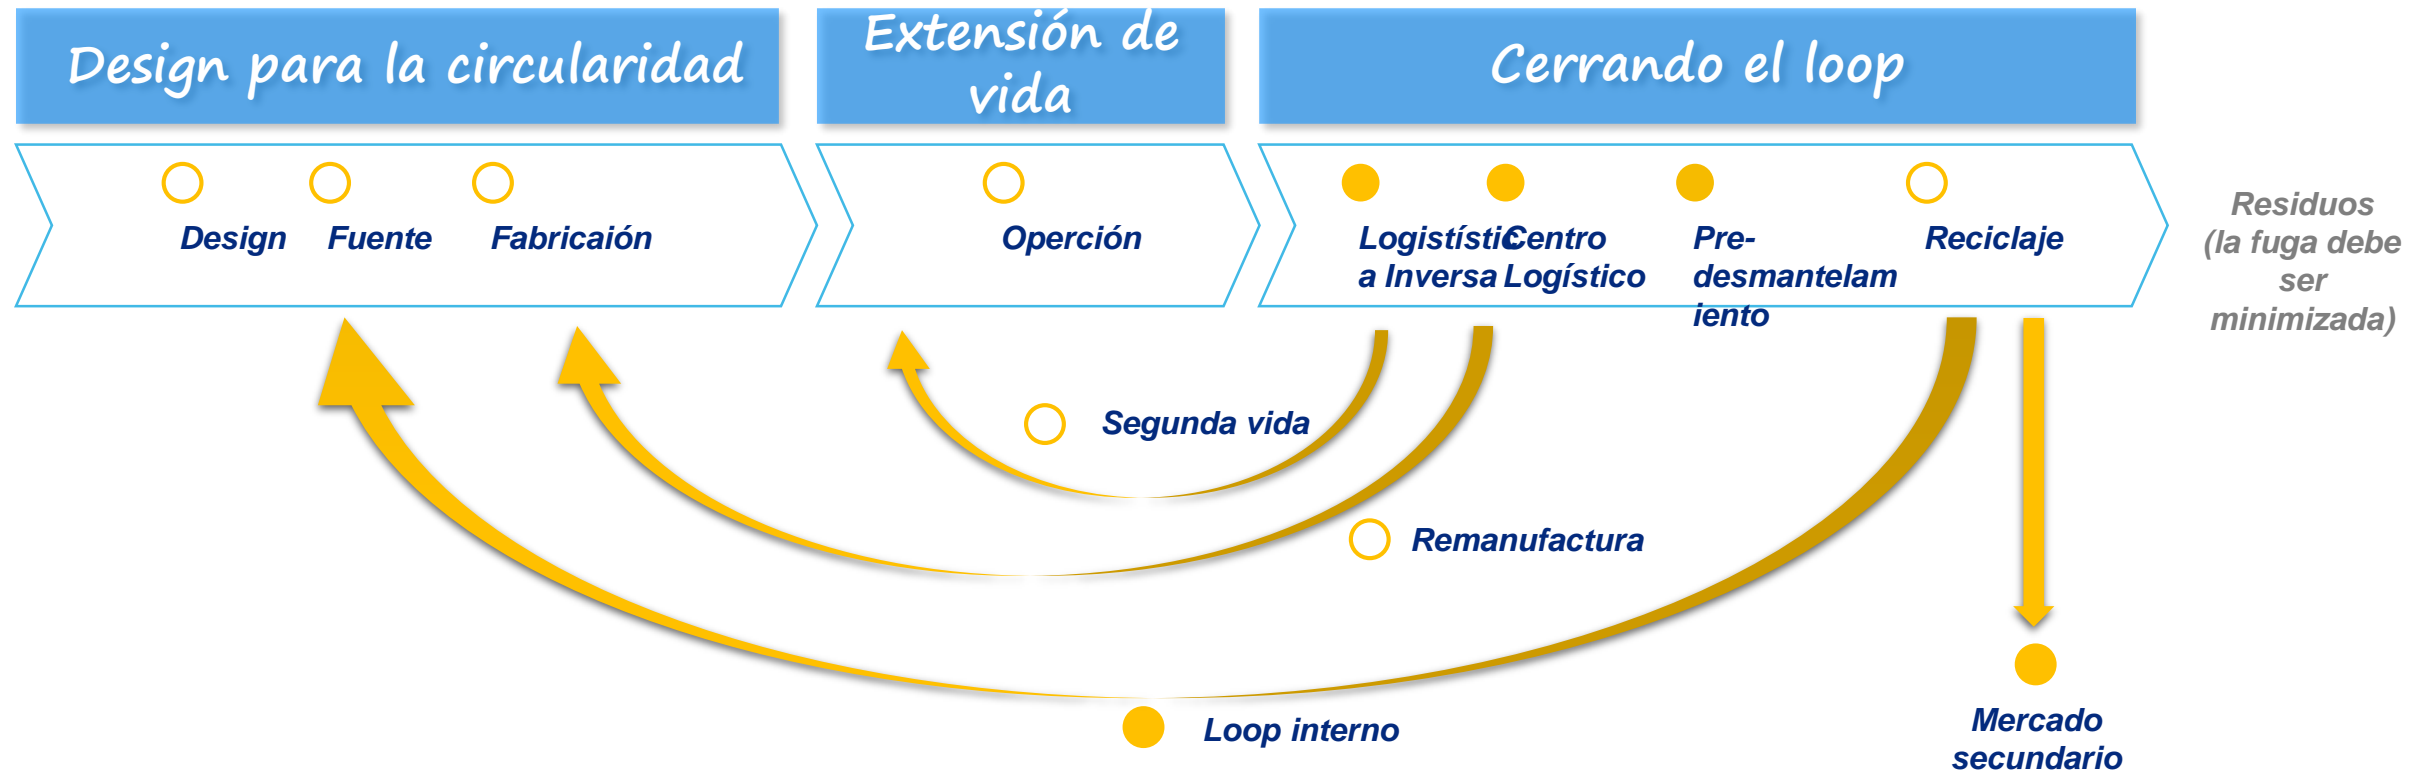 Design para la circularidad
Extensión de
vida
Cerrando el loop
Design
Fuente
Fabricaión
Operción
Logistístic
a Inversa
Centro
Logístico
Pre-
desmantelam
iento
Reciclaje
Residuos
(la fuga debe
ser
minimizada)
Segunda vida
Remanufactura
Loop interno
Mercado
secundario